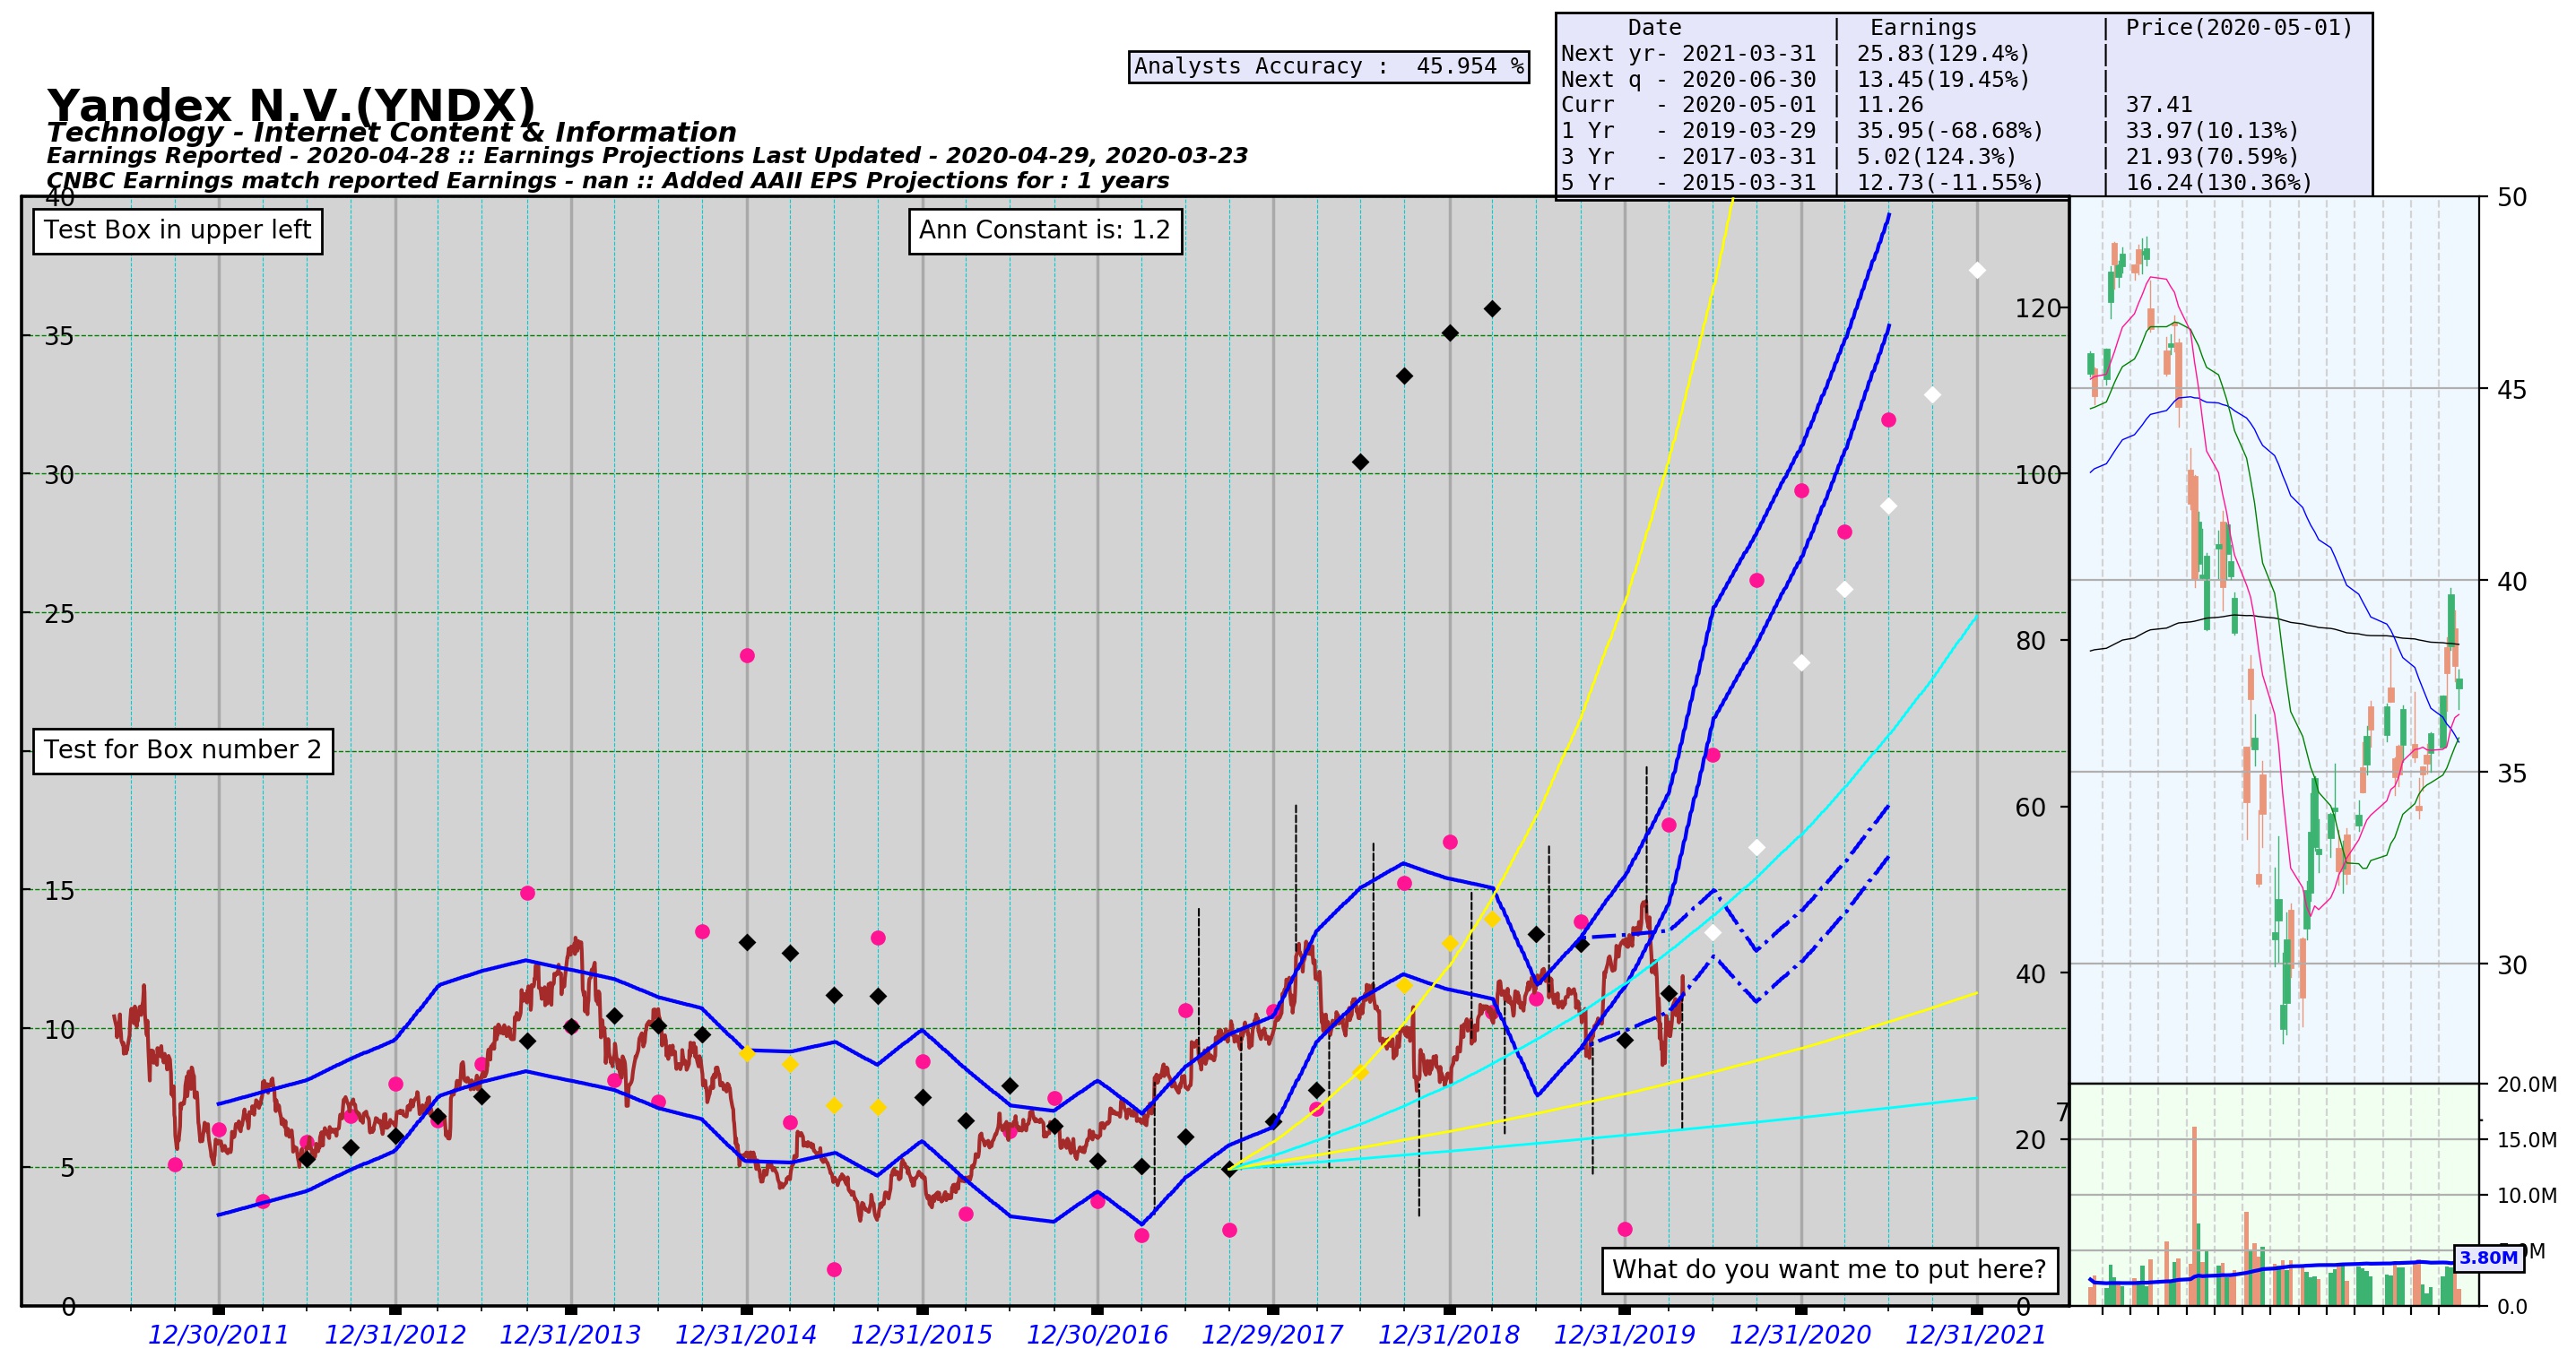 Date | Earnings | Price(2020-05-01)
Next yr- 2021-03-31 | 25.83(129.4%) |
Next q - 2020-06-30 | 13.45(19.45%) |
Curr - 2020-05-01 | 11.26 | 37.41
1 Yr - 2019-03-29 | 35.95(-68.68%) | 33.97(10.13%)
3 Yr - 2017-03-31 | 5.02(124.3%) | 21.93(70.59%)
5 Yr - 2015-03-31 | 12.73(-11.55%) | 16.24(130.36%)
Analysts Accuracy : 45.954 %
Yandex N.V.(YNDX)
Technology - Internet Content & Information
Earnings Reported - 2020-04-28 :: Earnings Projections Last Updated - 2020-04-29, 2020-03-23
CNBC Earnings match reported Earnings - nan :: Added AAII EPS Projections for : 1 years
Test Box in upper left
Ann Constant is: 1.2
Test for Box number 2
What do you want me to put here?
40
35
30
25
15
10
5
0
120
100
80
60
40
20
0
7
50
45
40
35
30
20.0M
15.0M
10.0M
3.80M
0.0
12/30/2011 12/31/2012 12/31/2013 12/31/2014 12/31/2015 12/30/2016 12/29/2017 12/31/2018 12/31/2019 12/31/2020 12/31/2021